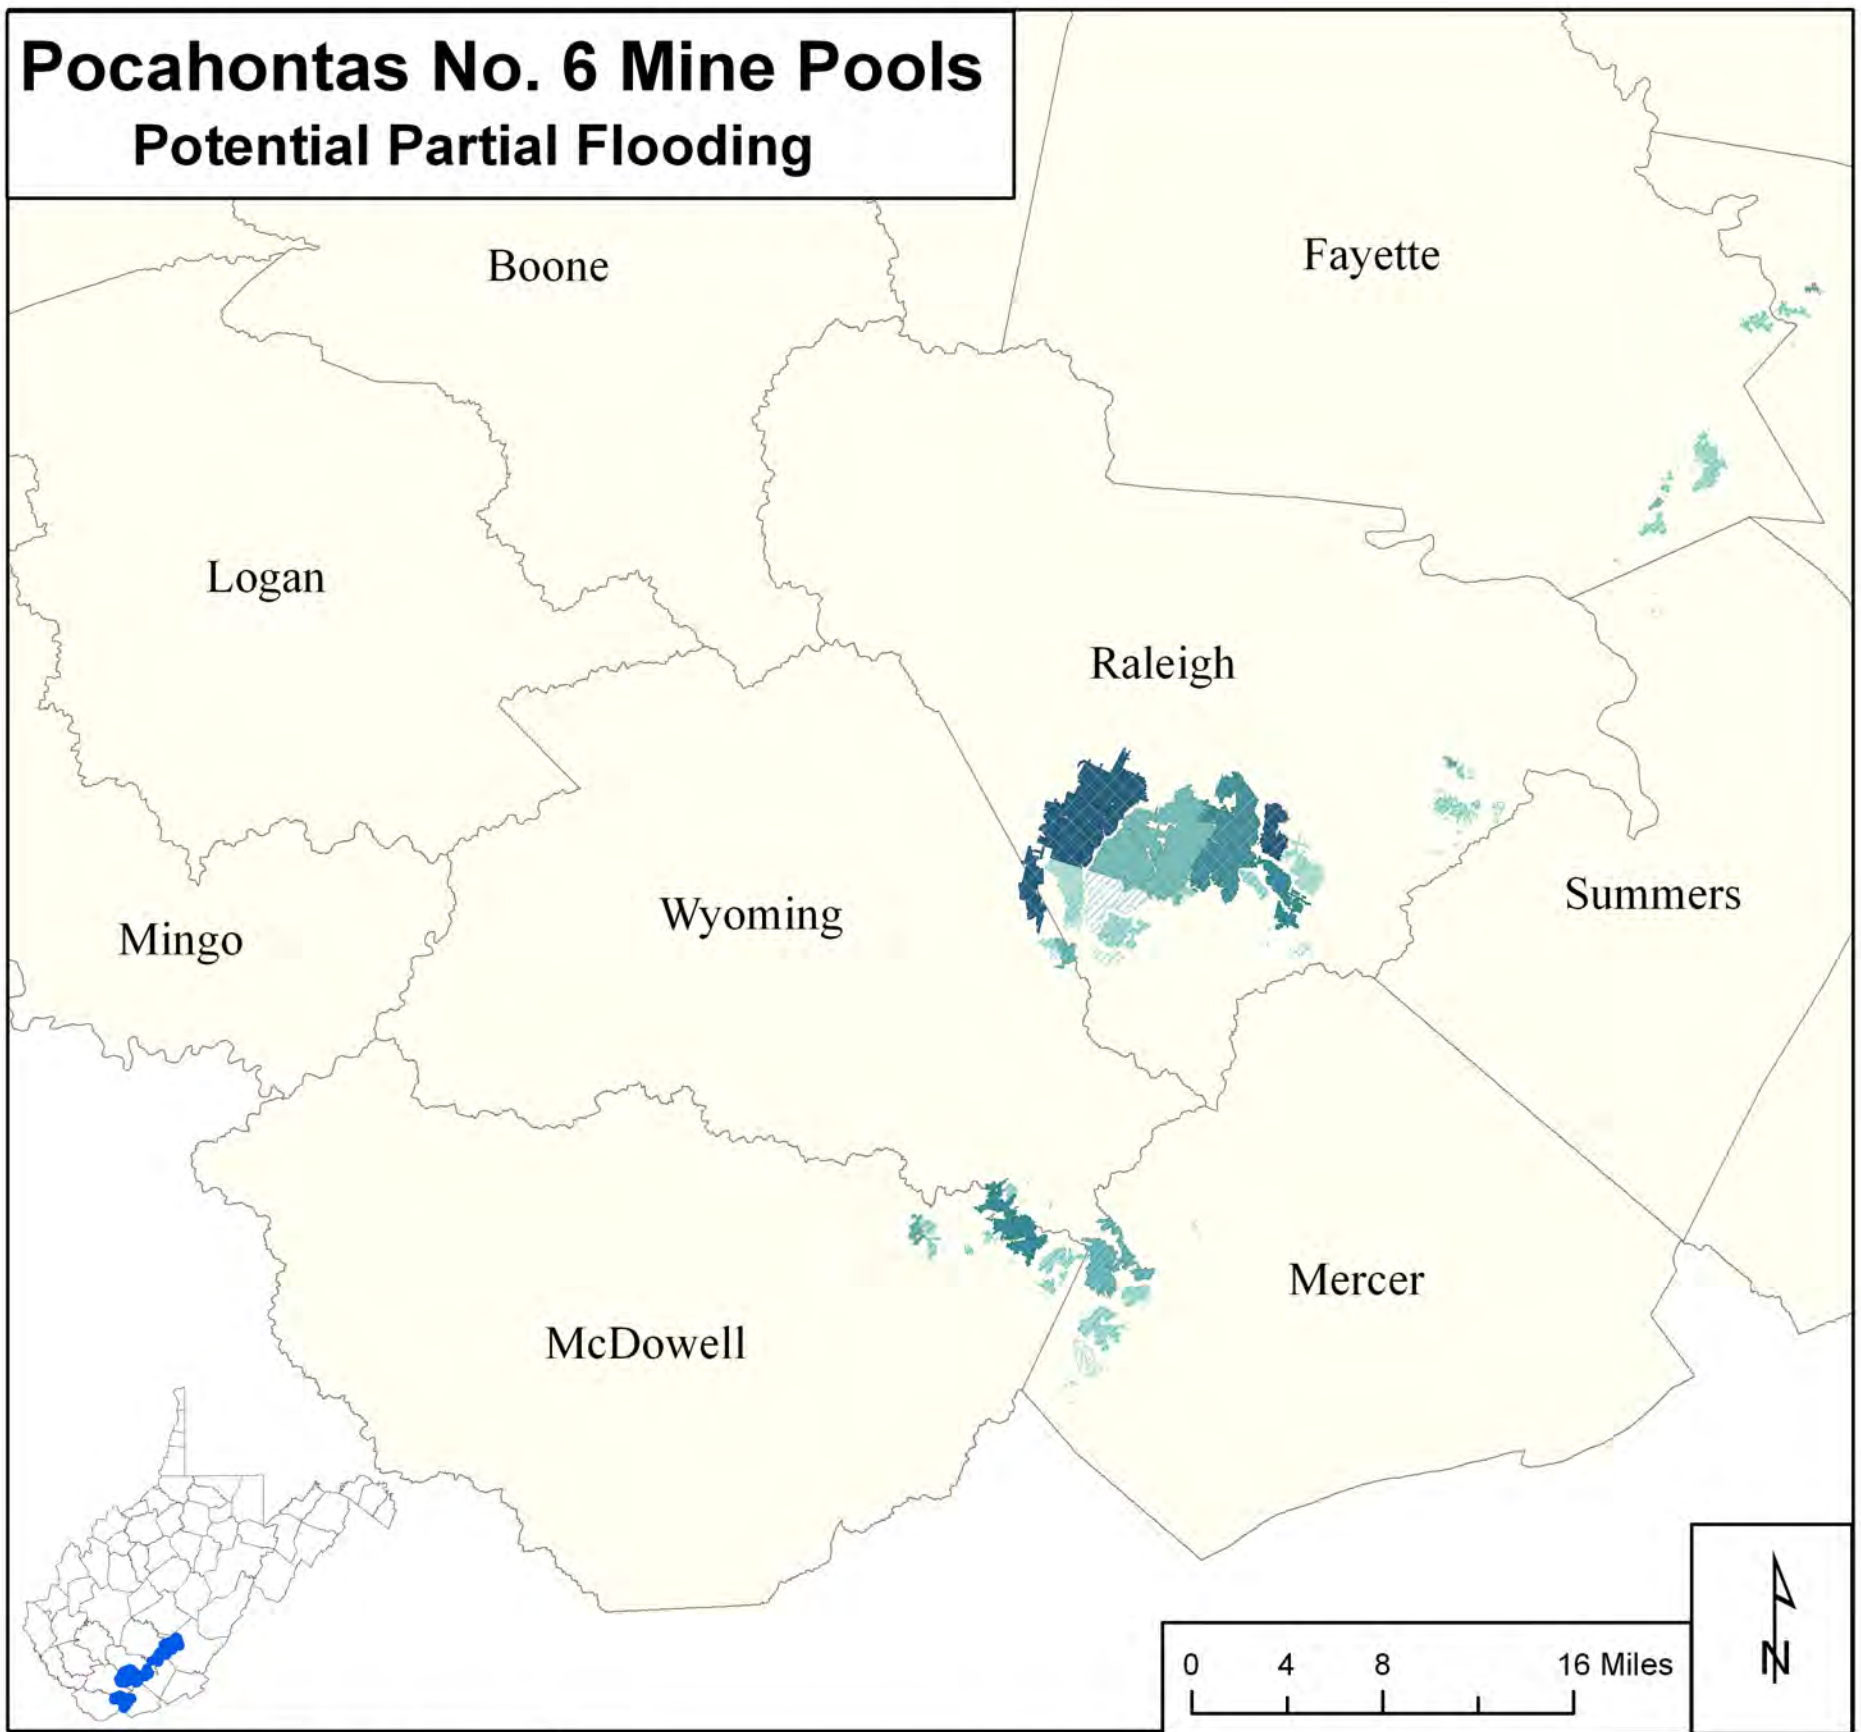 Pocahontas No. 6 Mine Pools
Potential Partial Flooding
Boone
Fayette
Logan
Raleigh
Mingo
Wyoming
Summers
McDowell
Mercer
0 4 8 16 Miles
N